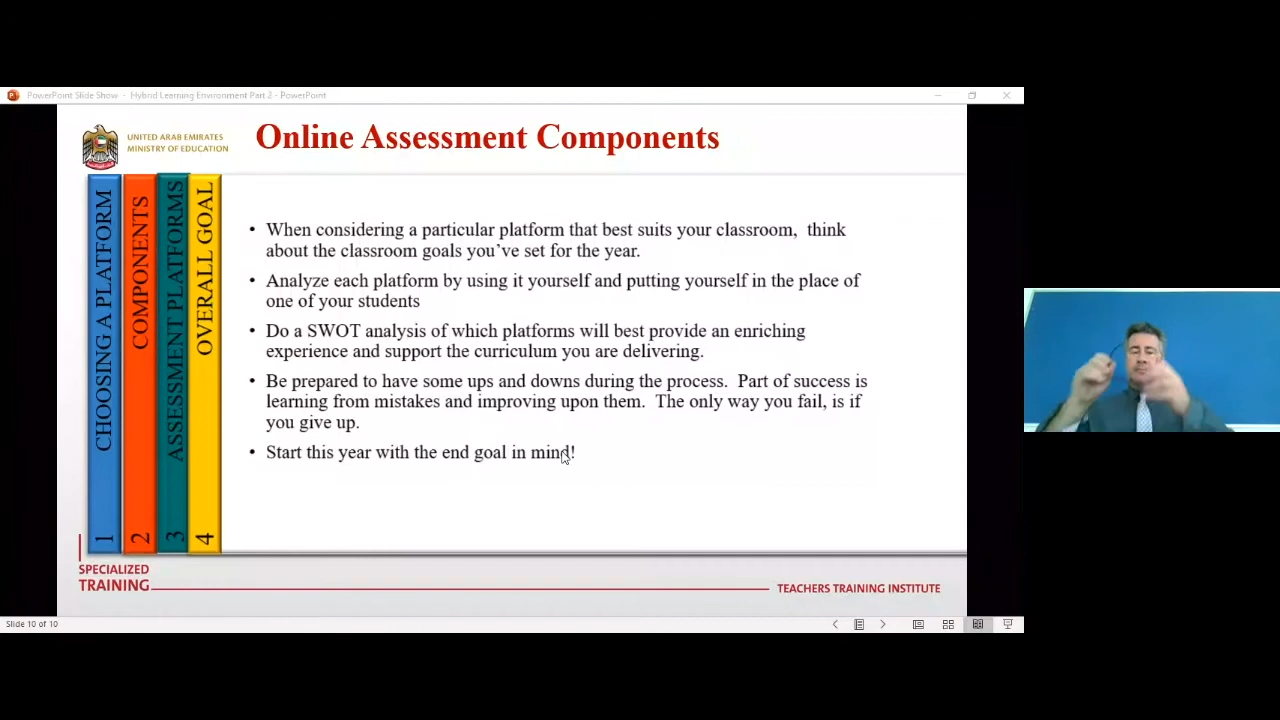 PowerPoint Slide Show - Hybrid Learning Environment Part 2 - PowerPoint
UNITED ARAB EMIRATES
MINISTRY OF EDUCATION
Online Assessment Components
CHOOSING A PLATFORM
1
COMPONENTS
2
ASSESSMENT PLATFORMS
3
OVERALL GOAL
4
• When considering a particular platform that best suits your classroom, think
about the classroom goals you've set for the year.
• Analyze each platform by using it yourself and putting yourself in the place of
one of your students
• Do a SWOT analysis of which platforms will best provide an enriching
experience and support the curriculum you are delivering.
• Be prepared to have some ups and downs during the process. Part of success is
learning from mistakes and improving upon them. The only way you fail, is if
you give up.
• Start this year with the end goal in mind!
SPECIALIZED
TRAINING
TEACHERS TRAINING INSTITUTE
Slide 10 of 10